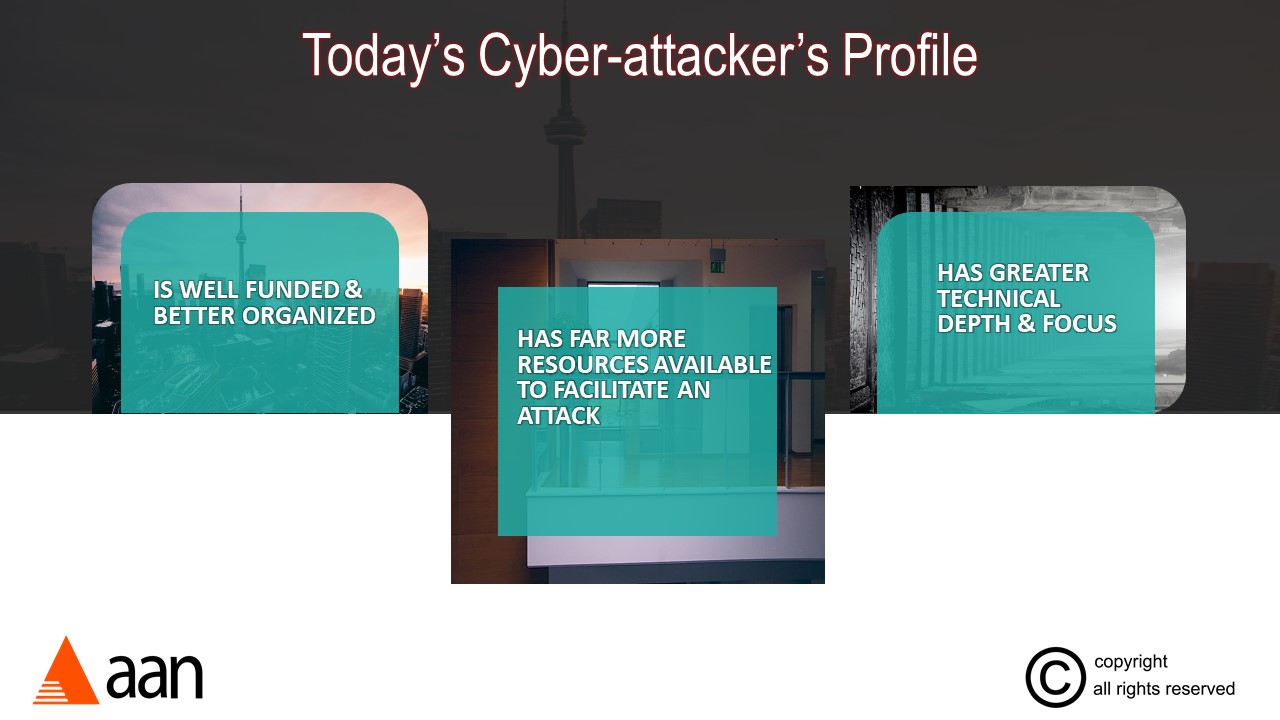 Today’s Cyber-attacker’s Profile
IS WELL FUNDED &
BETTER ORGANIZED
HAS FAR MORE
RESOURCES AVAILABLE
TO FACILITATE AN
ATTACK
HAS GREATER
TECHNICAL
DEPTH & FOCUS
aan
© copyright
all rights reserved